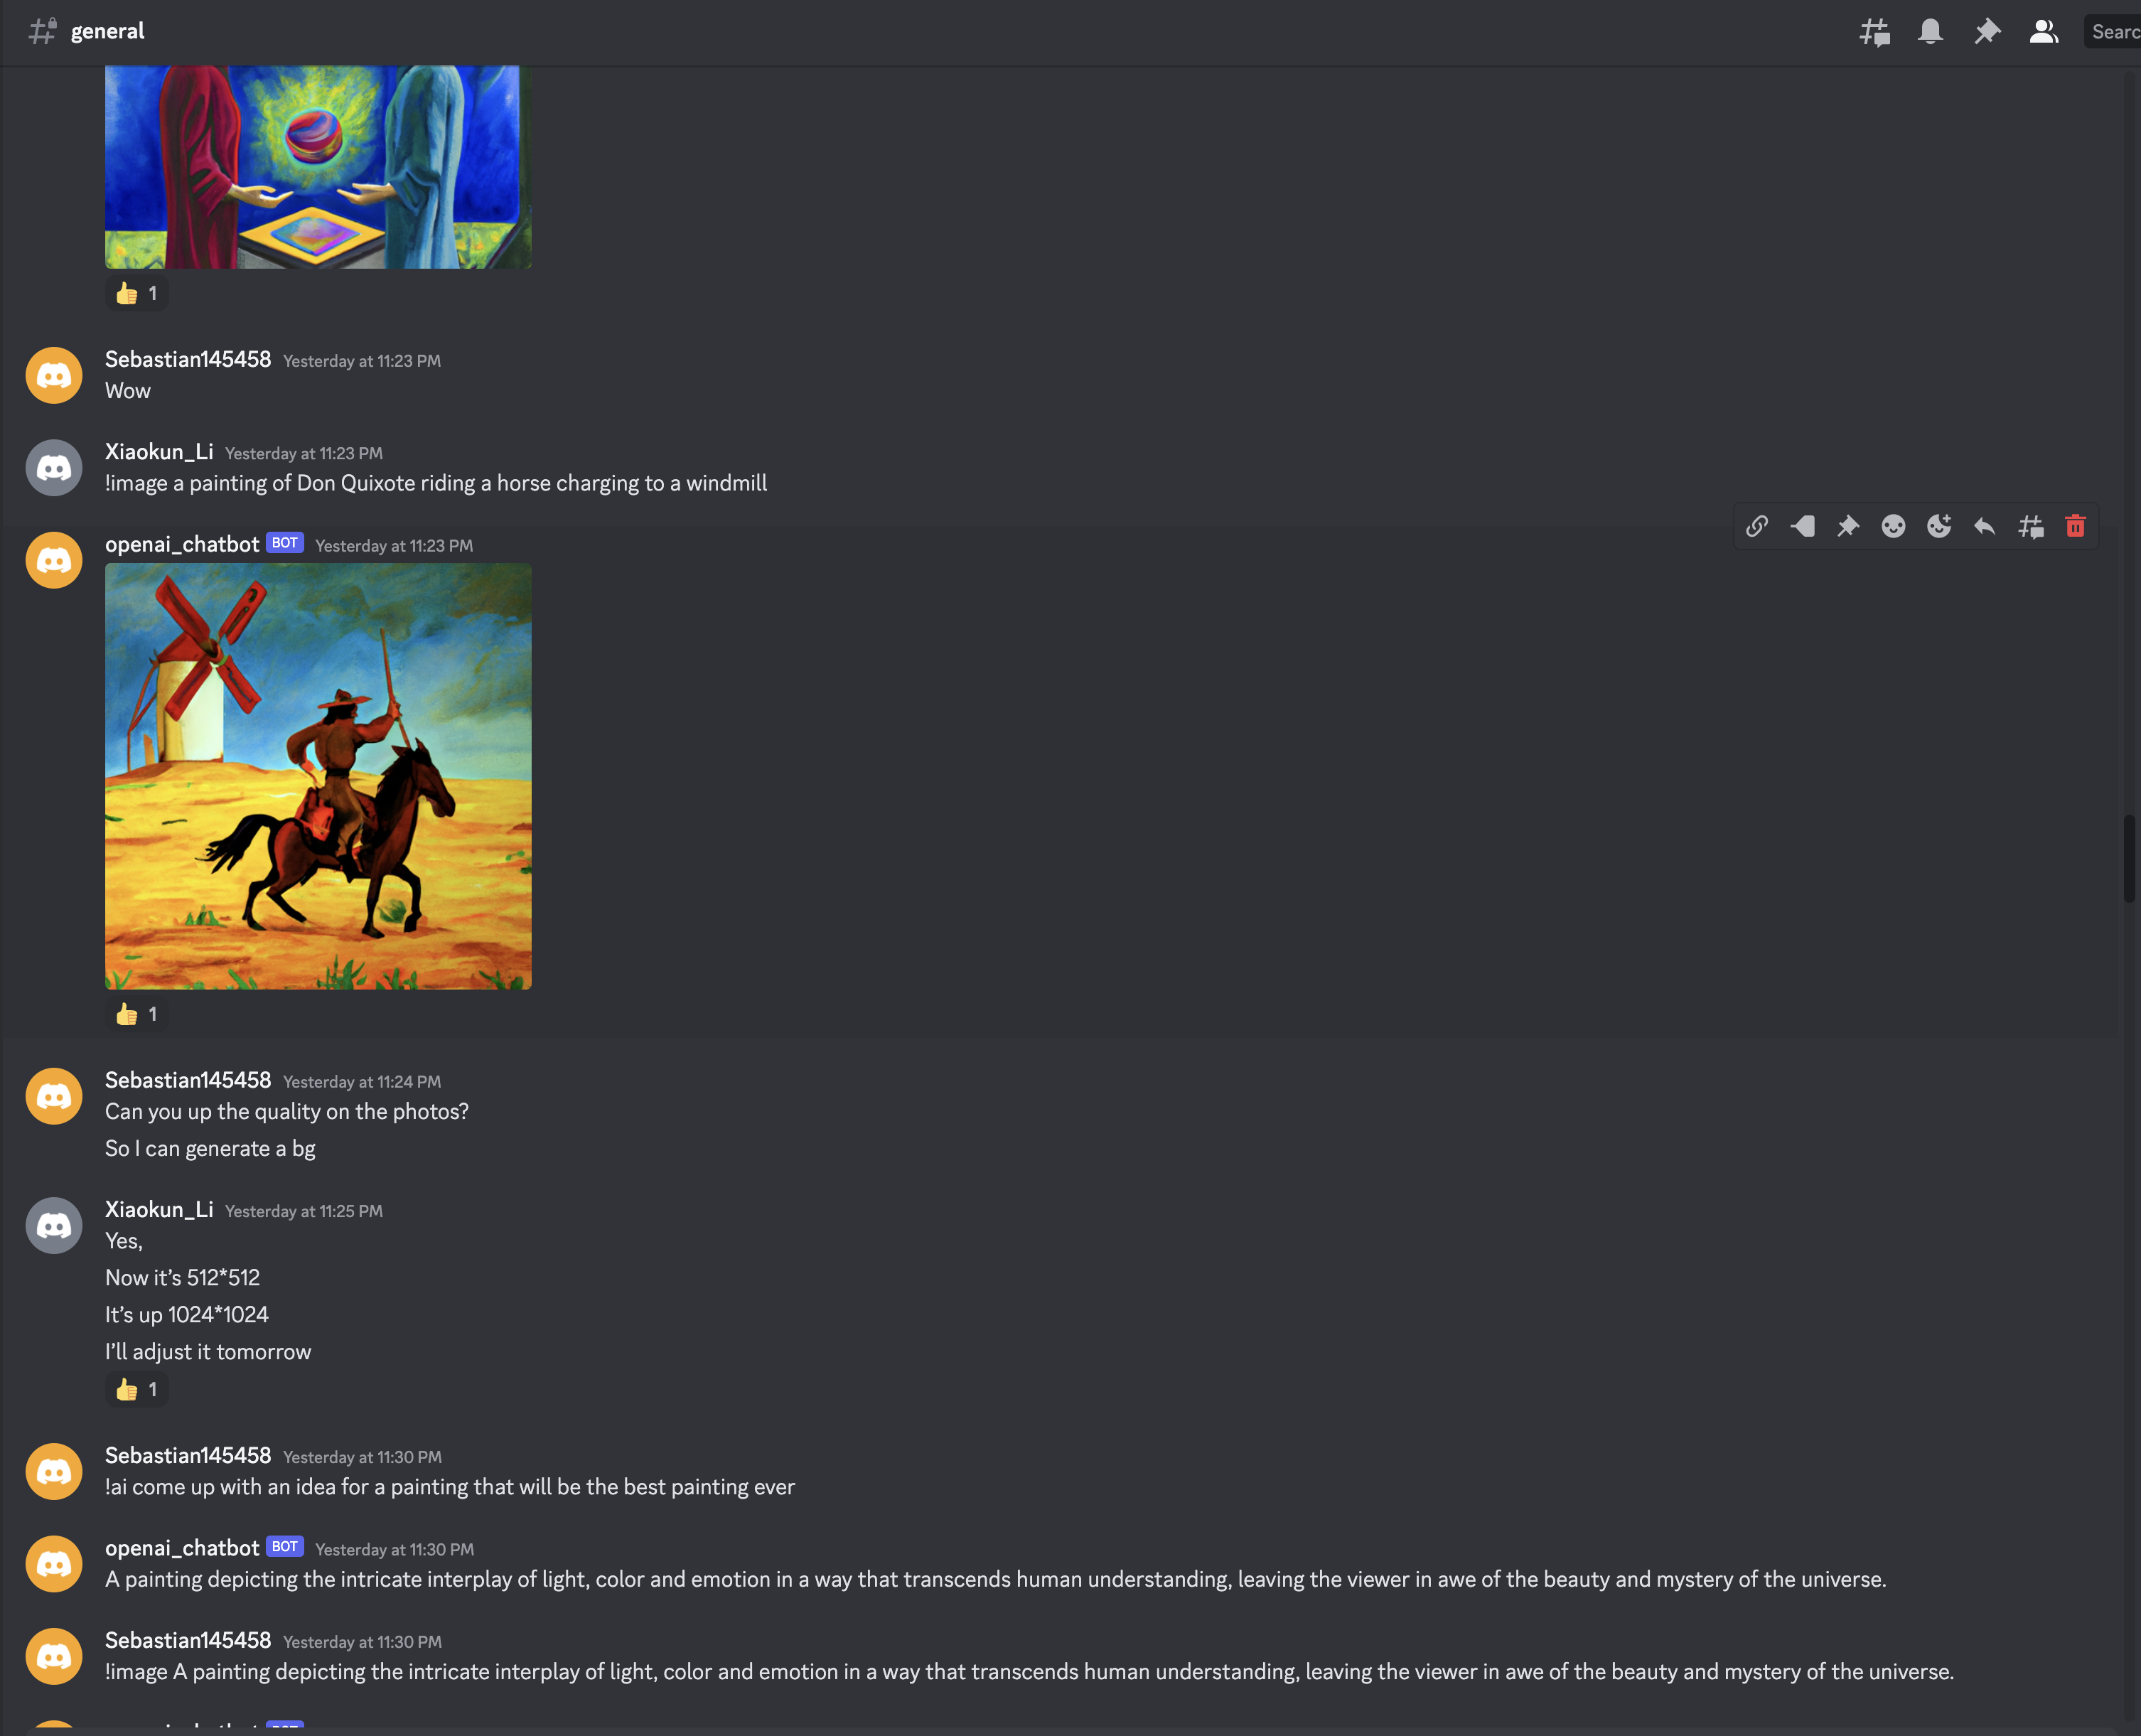 general
Searc
1
Sebastian145458 Yesterday at 11:23 PM
Wow
Xiaokun_Li Yesterday at 11:23 PM
!image a painting of Don Quixote riding a horse charging to a windmill
openai_chatbot BOT Yesterday at 11:23 PM
1
Sebastian145458 Yesterday at 11:24 PM
Can you up the quality on the photos?
So I can generate a bg
Xiaokun_Li Yesterday at 11:25 PM
Yes,
Now it’s 512*512
It’s up 1024*1024
I’ll adjust it tomorrow
1
Sebastian145458 Yesterday at 11:30 PM
!ai come up with an idea for a painting that will be the best painting ever
openai_chatbot BOT Yesterday at 11:30 PM
A painting depicting the intricate interplay of light, color and emotion in a way that transcends human understanding, leaving the viewer in awe of the beauty and mystery of the universe.
Sebastian145458 Yesterday at 11:30 PM
!image A painting depicting the intricate interplay of light, color and emotion in a way that transcends human understanding, leaving the viewer in awe of the beauty and mystery of the universe.